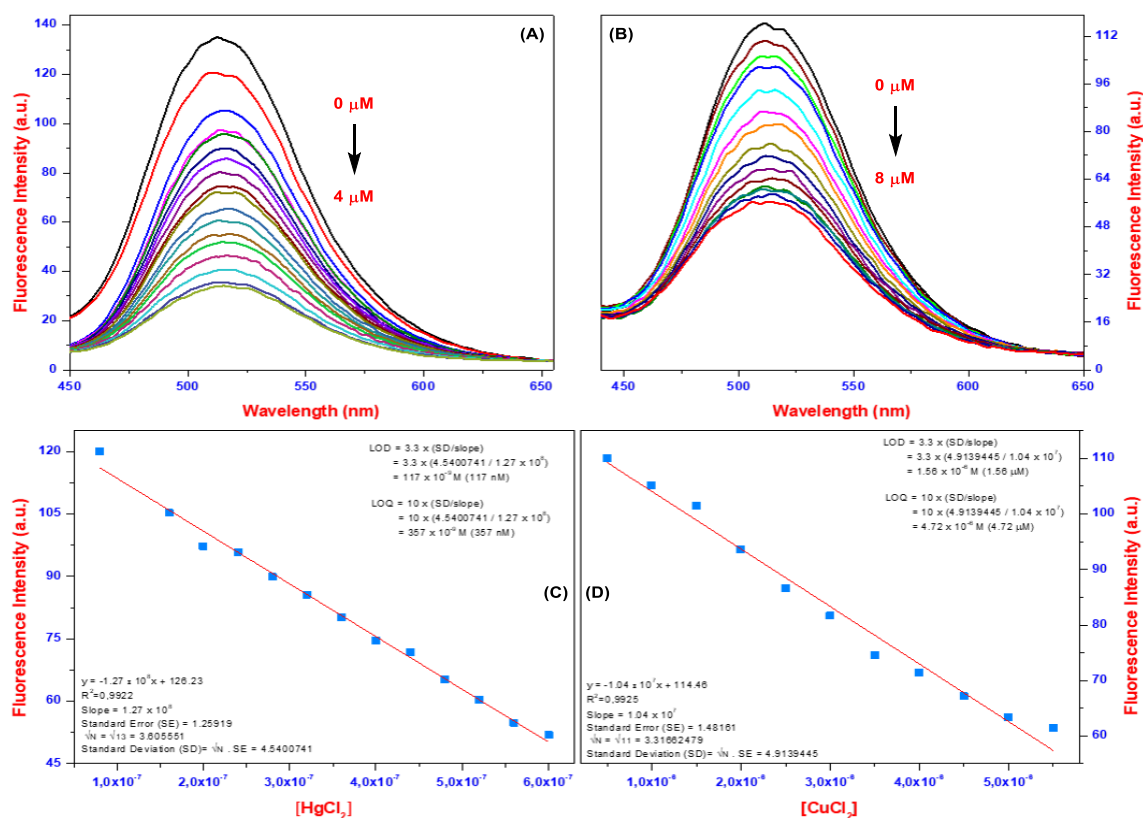 (A)
0 µM
4 µM
140
120
100
80
60
40
20
0
450 500 550 600 650
Wavelength (nm)
Fluorescence Intensity (a.u.)
(B)
0 µM
8 µM
112
96
80
64
48
32
16
0
450 500 550 600 650
Wavelength (nm)
Fluorescence Intensity (a.u.)
LOD = 3.3 x (SD/slope)
= 3.3 x (4.5400741 / 1.27 x 10⁸)
= 117 x 10⁻⁹ M (117 nM)
LOQ = 10 x (SD/slope)
= 10 x (4.5400741 / 1.27 x 10⁸)
= 357 x 10⁻⁹ M (357 nM)
(C)
y = -1.27 x 10⁸x + 126.23
R²=0,9922
Slope = 1.27 x 10⁸
Standard Error (SE) = 1.25919
√N = √13 = 3.605551
Standard Deviation (SD)= √N . SE = 4.5400741
120
105
90
75
60
45
1,0x10⁻⁷ 2,0x10⁻⁷ 3,0x10⁻⁷ 4,0x10⁻⁷ 5,0x10⁻⁷ 6,0x10⁻⁷
[HgCl₂]
Fluorescence Intensity (a.u.)
LOD = 3.3 x (SD/slope)
= 3.3 x (4.9139445 / 1.04 x 10⁷)
= 1.56 x 10⁻⁶ M (1.56 µM)
LOQ = 10 x (SD/slope)
= 10 x (4.9139445 / 1.04 x 10⁷)
= 4.72 x 10⁻⁶ M (4.72 µM)
(D)
y = -1.04 x 10⁷x + 114.46
R²=0,9925
Slope = 1.04 x 10⁷
Standard Error (SE) = 1.48161
√N = √11 = 3.31662479
Standard Deviation (SD)= √N . SE = 4.9139445
110
100
90
80
70
60
1,0x10⁻⁶ 2,0x10⁻⁶ 3,0x10⁻⁶ 4,0x10⁻⁶ 5,0x10⁻⁶
[CuCl₂]
Fluorescence Intensity (a.u.)